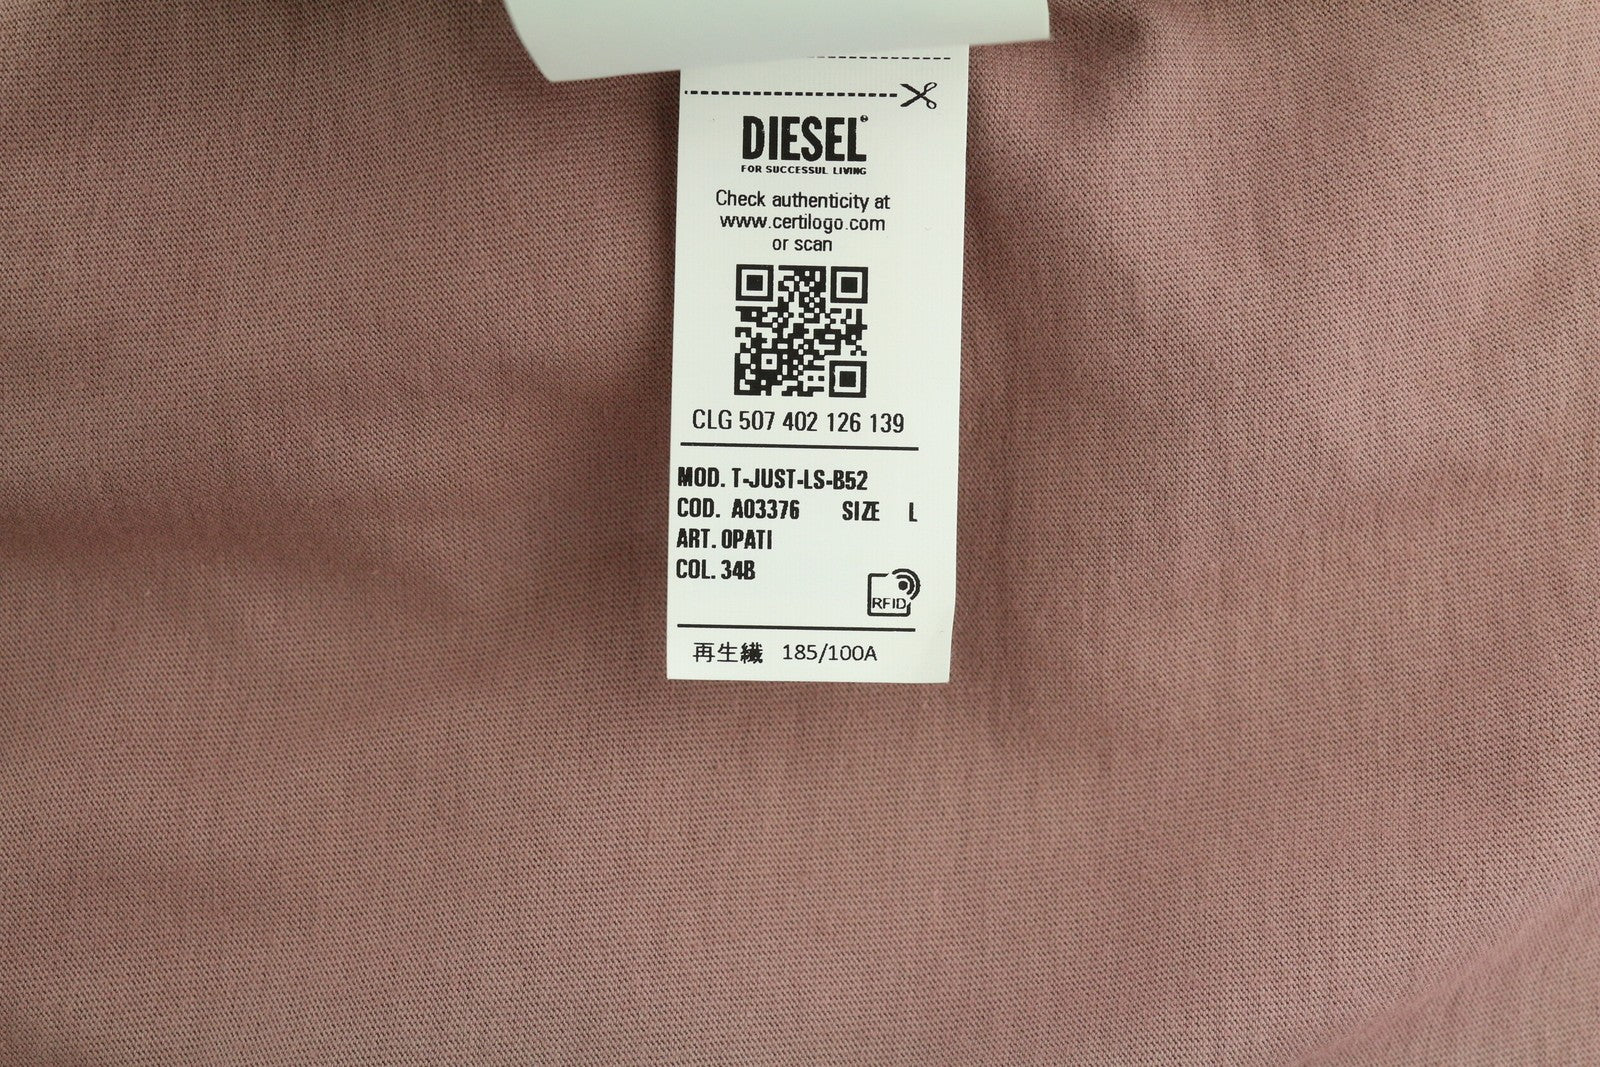 DIESEL
FOR SUCCESSUL LIVING
Check authenticity at
www.certilogo.com
or scan
CLG 507 402 126 139
MOD. T-JUST-LS-B52
COD. A03376 SIZE L
ART. OPATI
COL. 34B
RFID
再生纖 185/100A